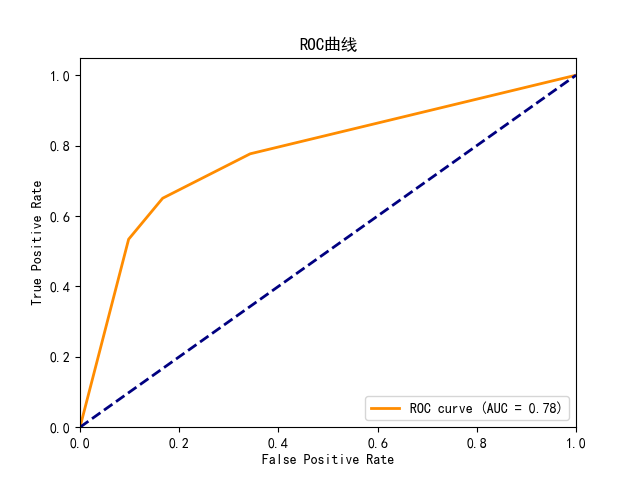 ROC曲线
True Positive Rate
1.0
0.8
0.6
0.4
0.2
0.0
0.0 0.2 0.4 0.6 0.8 1.0
False Positive Rate
ROC curve (AUC = 0.78)